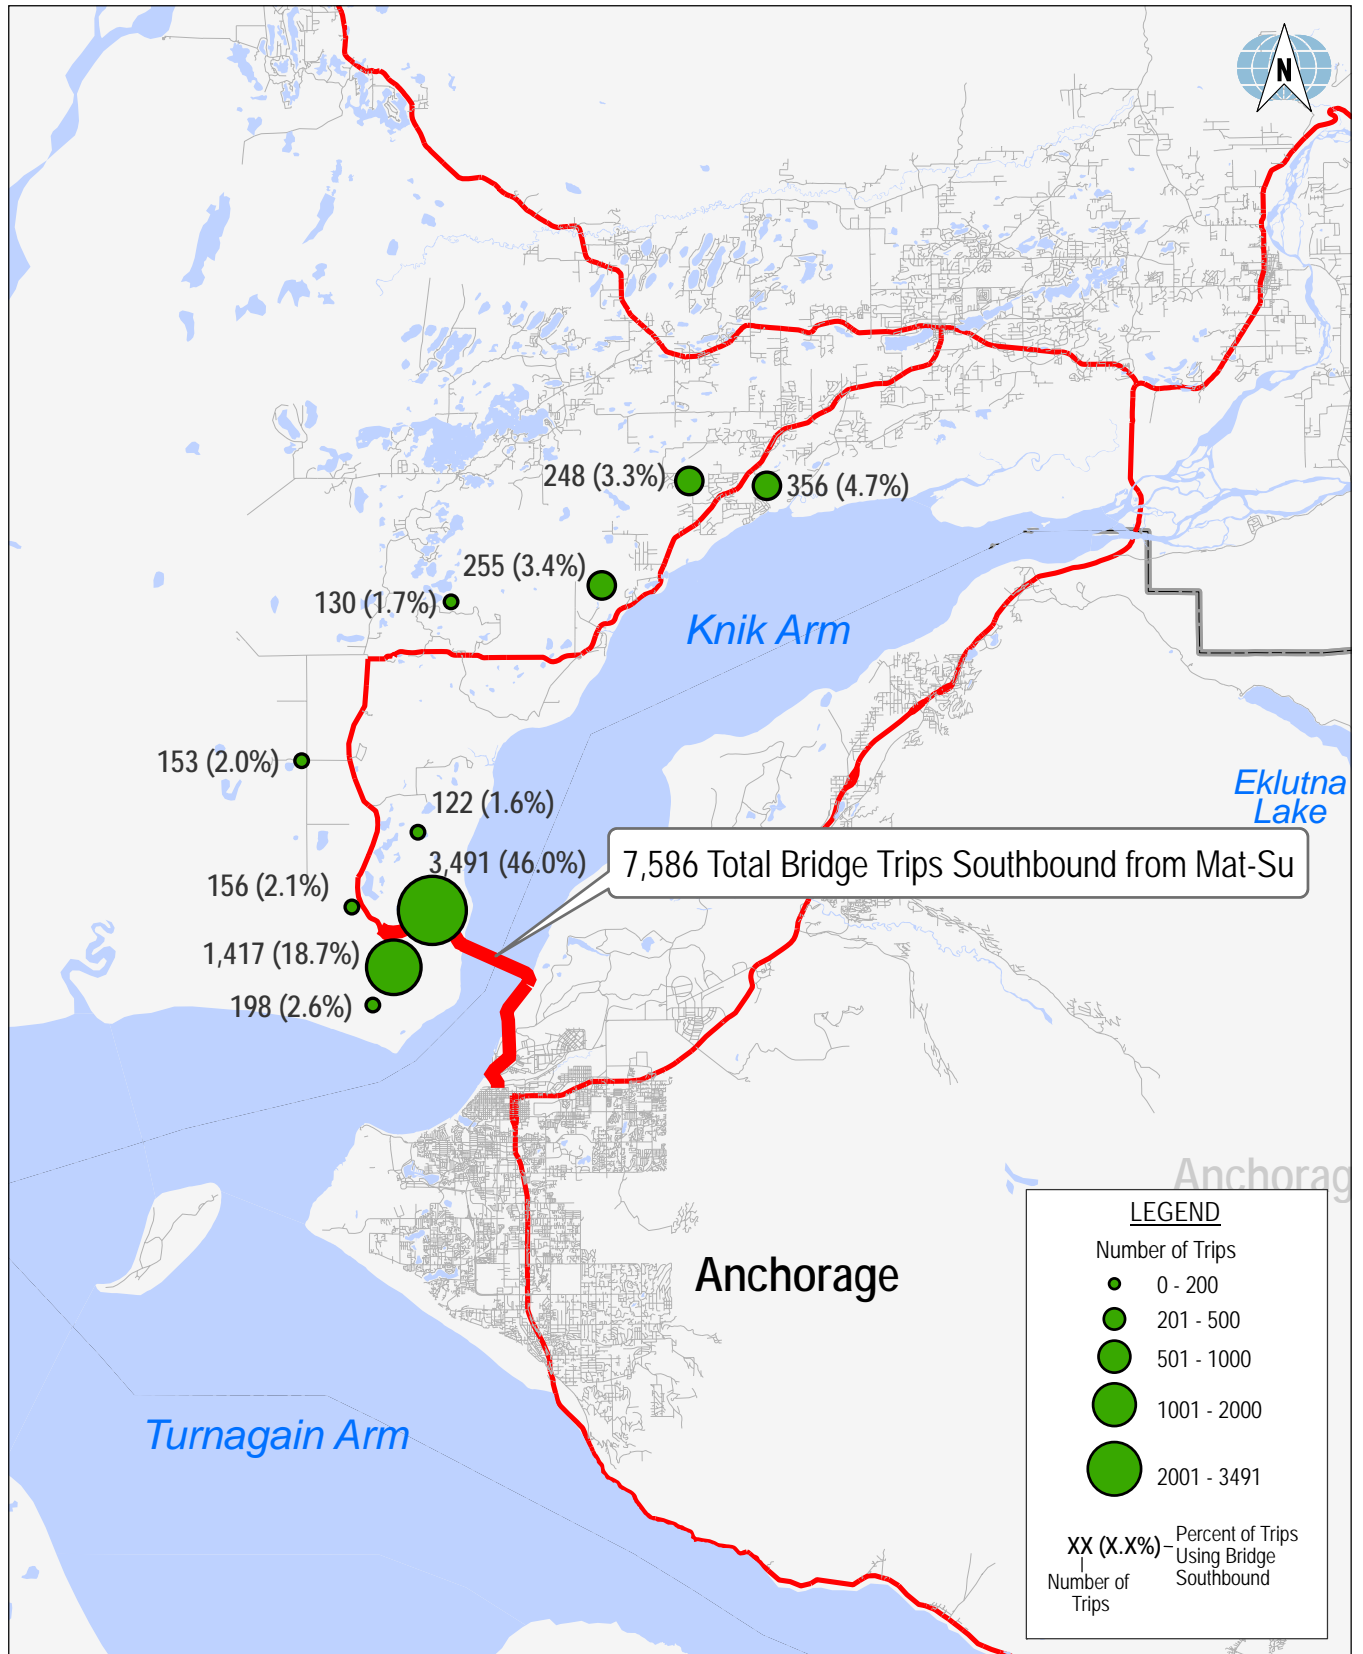 N
248 (3.3%)
356 (4.7%)
255 (3.4%)
130 (1.7%)
Knik Arm
153 (2.0%)
Eklutna
Lake
122 (1.6%)
3,491 (46.0%)
7,586 Total Bridge Trips Southbound from Mat-Su
156 (2.1%)
1,417 (18.7%)
198 (2.6%)
Anchorag
Anchorage
Turnagain Arm
LEGEND
Number of Trips
0 - 200
201 - 500
501 - 1000
1001 - 2000
2001 - 3491
XX (X.X%)
Percent of Trips
Using Bridge
Southbound
Number of
Trips